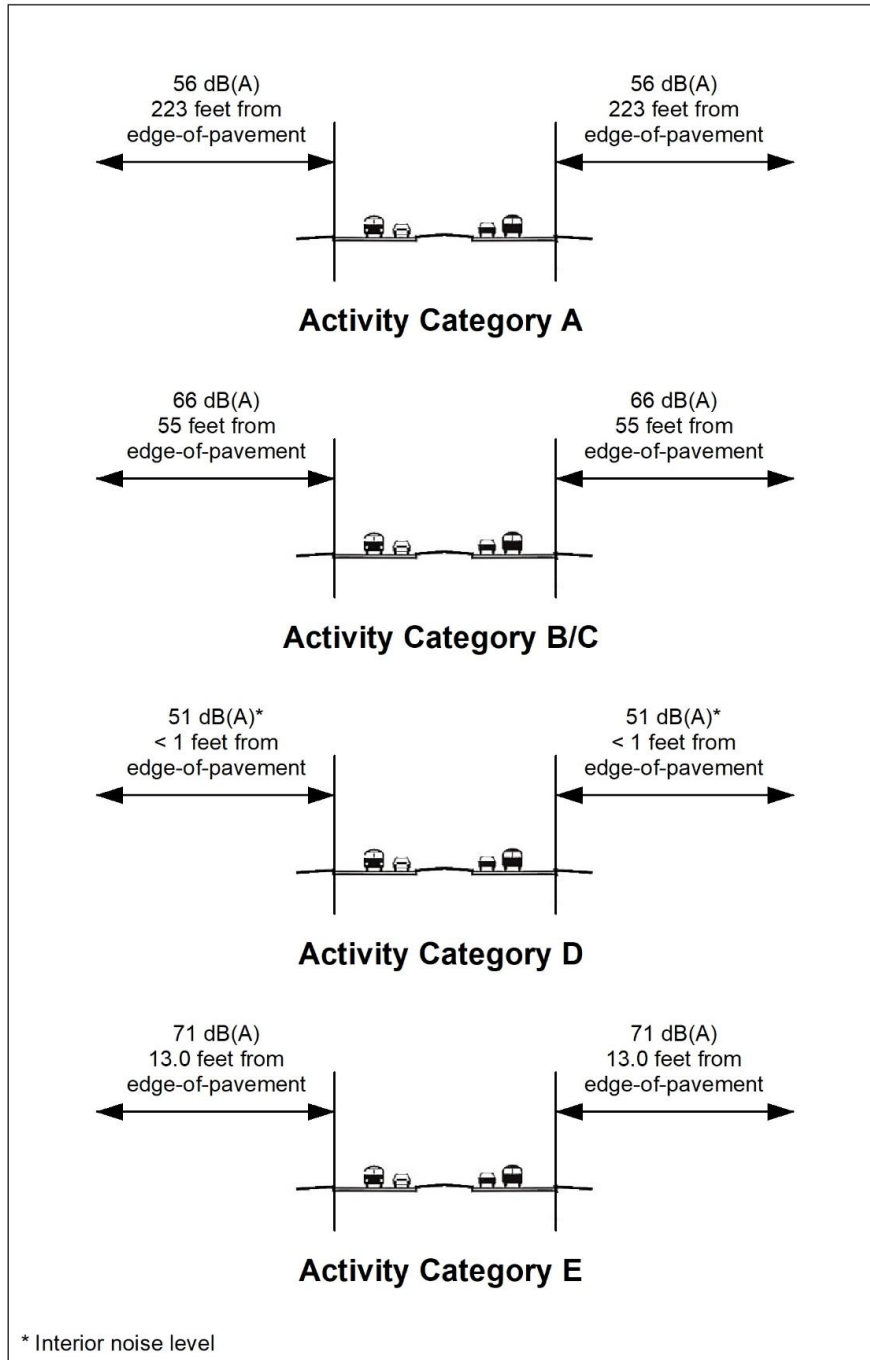 56 dB(A)
223 feet from
edge-of-pavement
56 dB(A)
223 feet from
edge-of-pavement
Activity Category A
66 dB(A)
55 feet from
edge-of-pavement
66 dB(A)
55 feet from
edge-of-pavement
Activity Category B/C
51 dB(A)*
< 1 feet from
edge-of-pavement
51 dB(A)*
< 1 feet from
edge-of-pavement
Activity Category D
71 dB(A)
13.0 feet from
edge-of-pavement
71 dB(A)
13.0 feet from
edge-of-pavement
Activity Category E
* Interior noise level